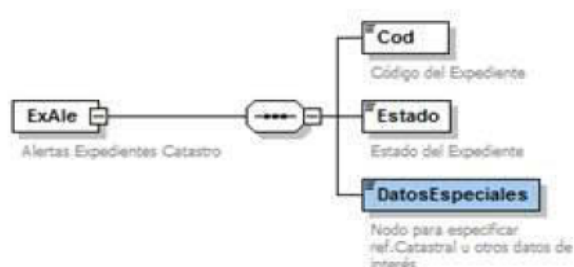 Cod
Código del Expediente
ExAle
Alertas Expedientes Catastro
Estado
Estado del Expediente
DatosEspeciales
Nodo para especificar
ref.Catastral u otros datos de
interés